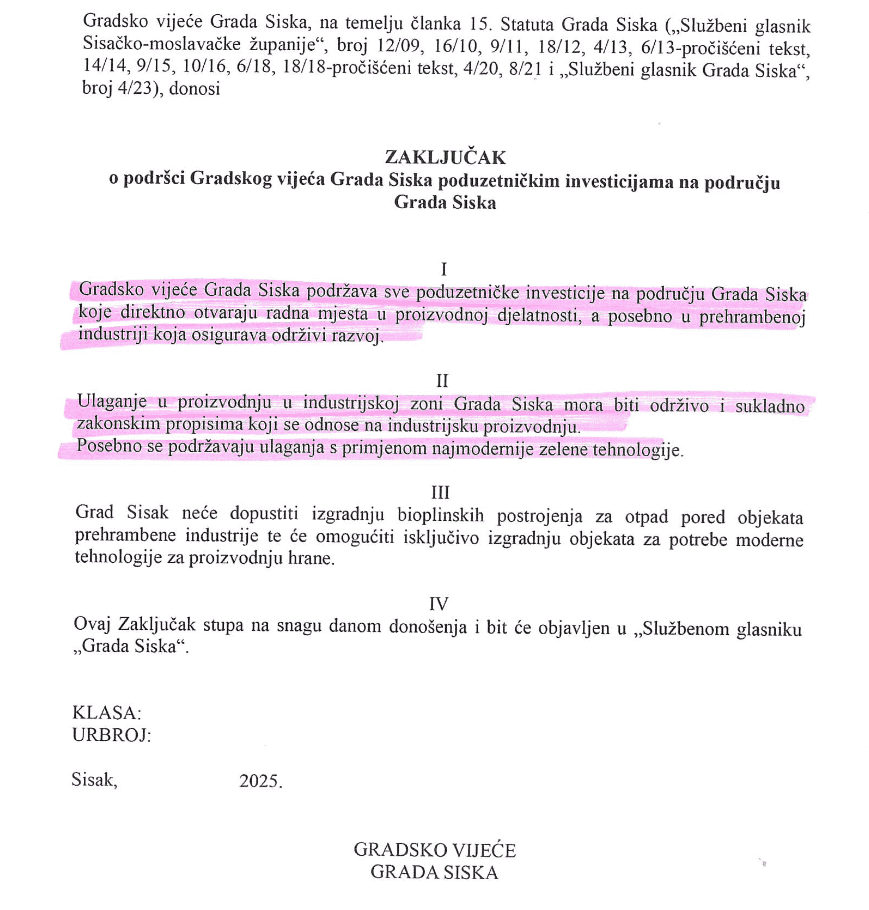 Gradsko vijeće Grada Siska, na temelju članka 15. Statuta Grada Siska („Službeni glasnik
Sisačko-moslavačke županije“, broj 12/09, 16/10, 9/11, 18/12, 4/13, 6/13-pročišćeni tekst,
14/14, 9/15, 10/16, 6/18, 18/18-pročišćeni tekst, 4/20, 8/21 i „Službeni glasnik Grada Siska“,
broj 4/23), donosi
ZAKLJUČAK
o podršci Gradskog vijeća Grada Siska poduzetničkim investicijama na području
Grada Siska
I
Gradsko vijeće Grada Siska podržava sve poduzetničke investicije na području Grada Siska
koje direktno otvaraju radna mjesta u proizvodnoj djelatnosti, a posebno u prehrambenoj
industriji koja osigurava održivi razvoj.
II
Ulaganje u proizvodnju u industrijskoj zoni Grada Siska mora biti održivo i sukladno
zakonskim propisima koji se odnose na industrijsku proizvodnju.
Posebno se podržavaju ulaganja s primjenom najmodernije zelene tehnologije.
III
Grad Sisak neće dopustiti izgradnju bioplinskih postrojenja za otpad pored objekata
prehrambene industrije te će omogućiti isključivo izgradnju objekata za potrebe moderne
tehnologije za proizvodnju hrane.
IV
Ovaj Zaključak stupa na snagu danom donošenja i bit će objavljen u „Službenom glasniku
„Grada Siska“.
KLASA:
URBROJ:
Sisak, 2025.
GRADSKO VIJEĆE
GRADA SISKA